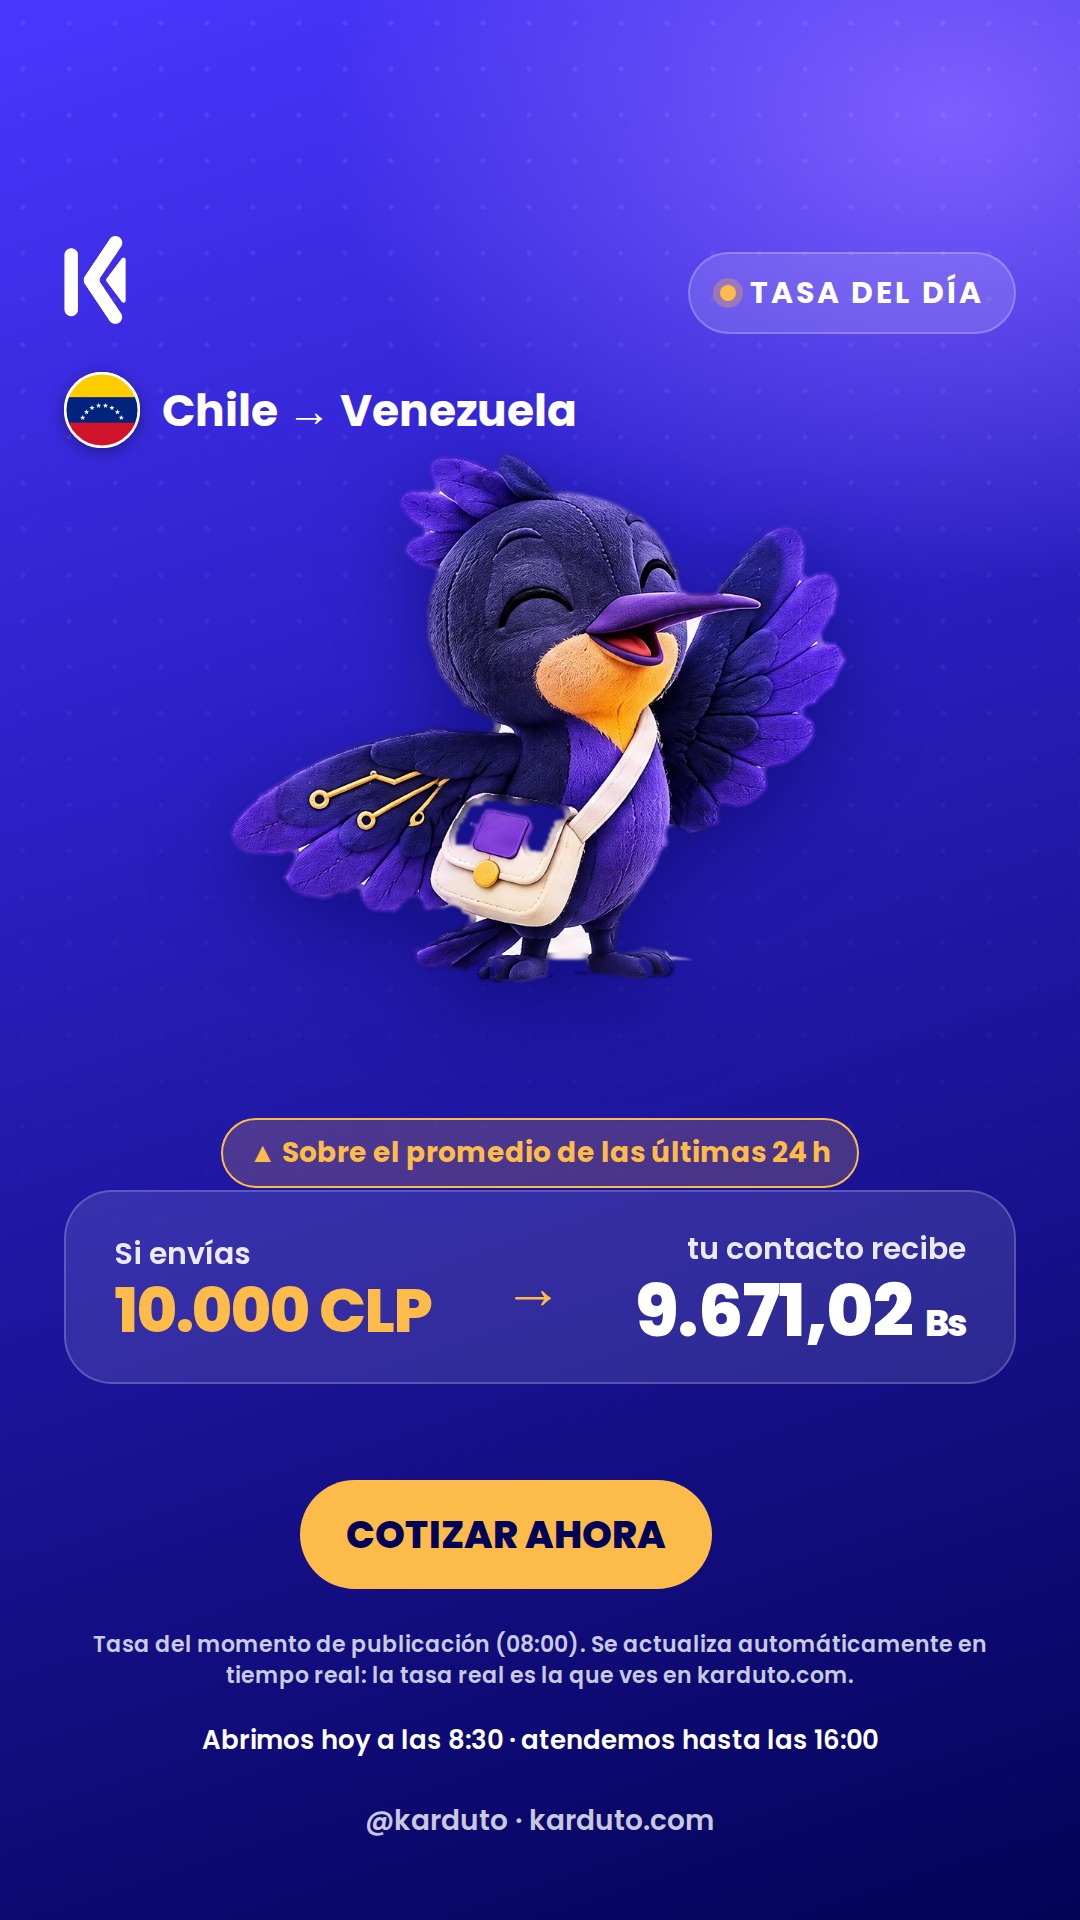 TASA DEL DÍA
Chile → Venezuela
▲ Sobre el promedio de las últimas 24 h
Si envías
10.000 CLP
→
tu contacto recibe
9.671,02 Bs
COTIZAR AHORA
Tasa del momento de publicación (08:00). Se actualiza automáticamente en
tiempo real: la tasa real es la que ves en karduto.com.
Abrimos hoy a las 8:30 · atendemos hasta las 16:00
@karduto · karduto.com